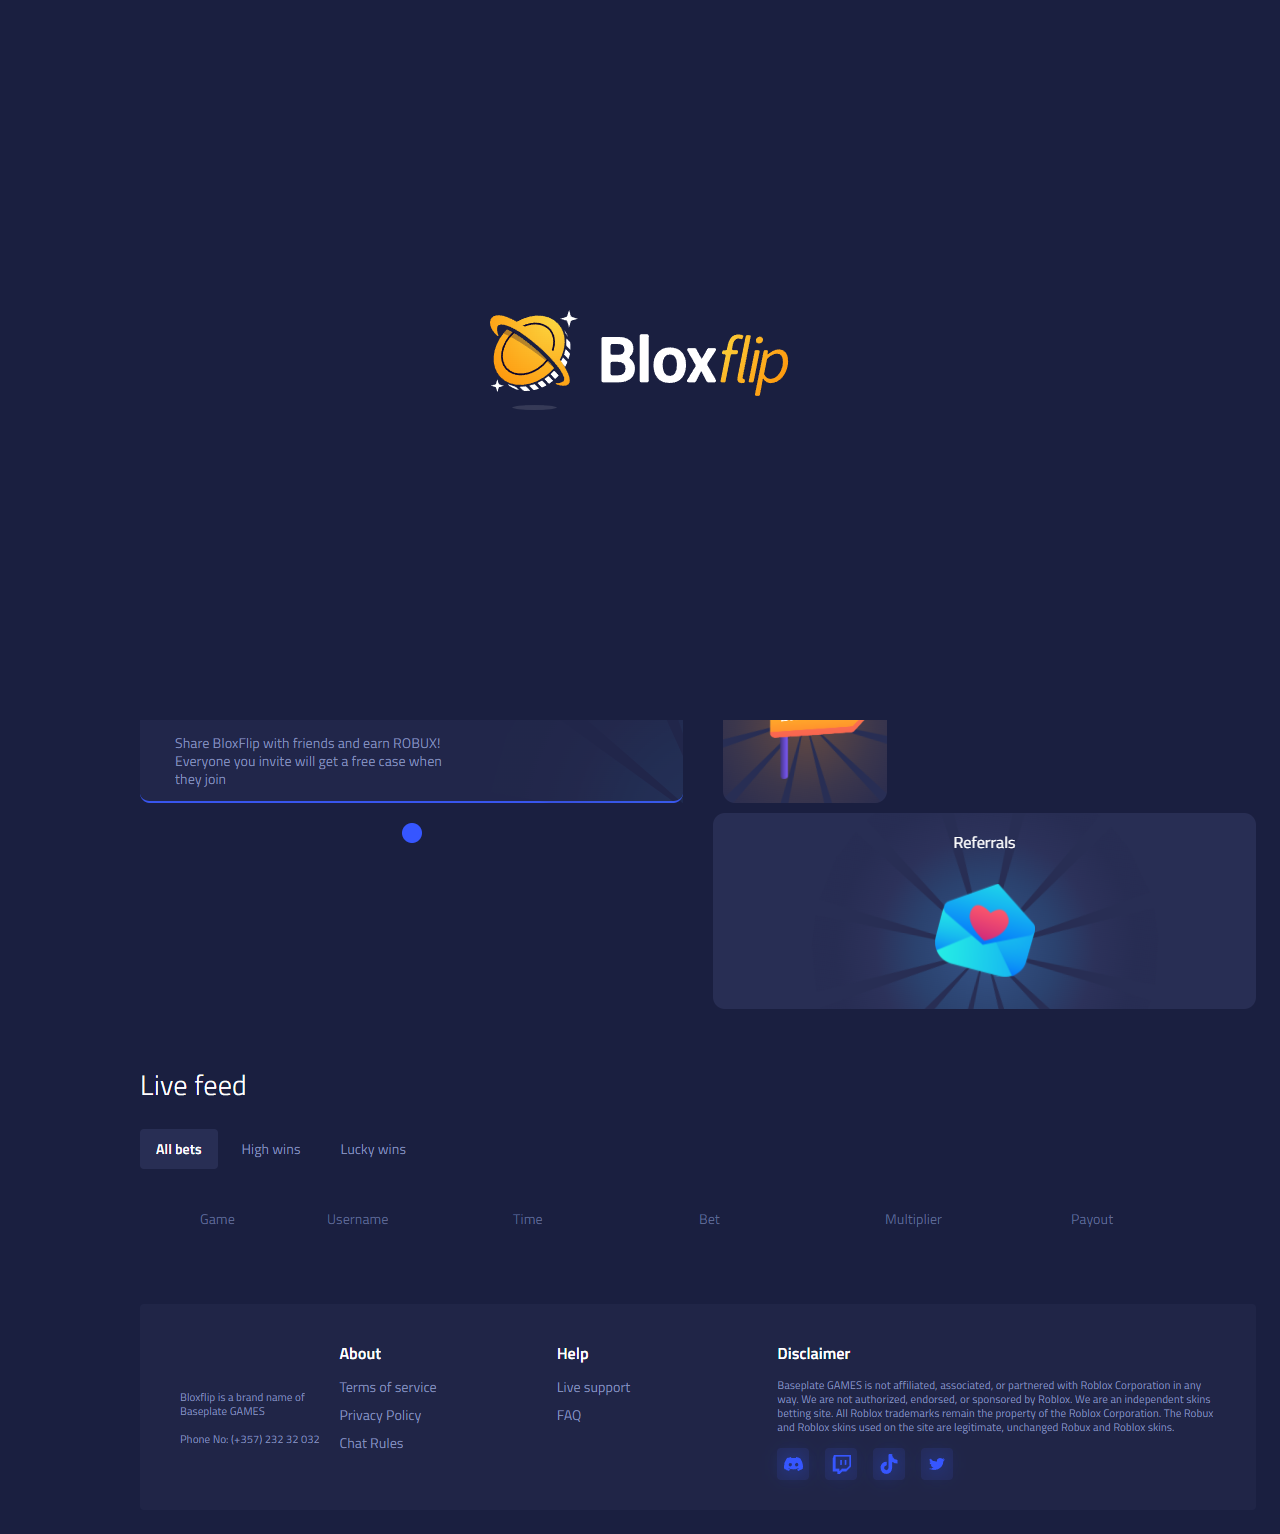 Bloxflip
Share BloxFlip with friends and earn ROBUX!
Everyone you invite will get a free case when
they join
Referrals
Live feed
All bets
High wins
Lucky wins
Game
Username
Time
Bet
Multiplier
Payout
Bloxflip is a brand name of
Baseplate GAMES
Phone No: (+357) 232 32 032
About
Terms of service
Privacy Policy
Chat Rules
Help
Live support
FAQ
Disclaimer
Baseplate GAMES is not affiliated, associated, or partnered with Roblox Corporation in any
way. We are not authorized, endorsed, or sponsored by Roblox. We are an independent skins
betting site. All Roblox trademarks remain the property of the Roblox Corporation. The Robux
and Roblox skins used on the site are legitimate, unchanged Robux and Roblox skins.